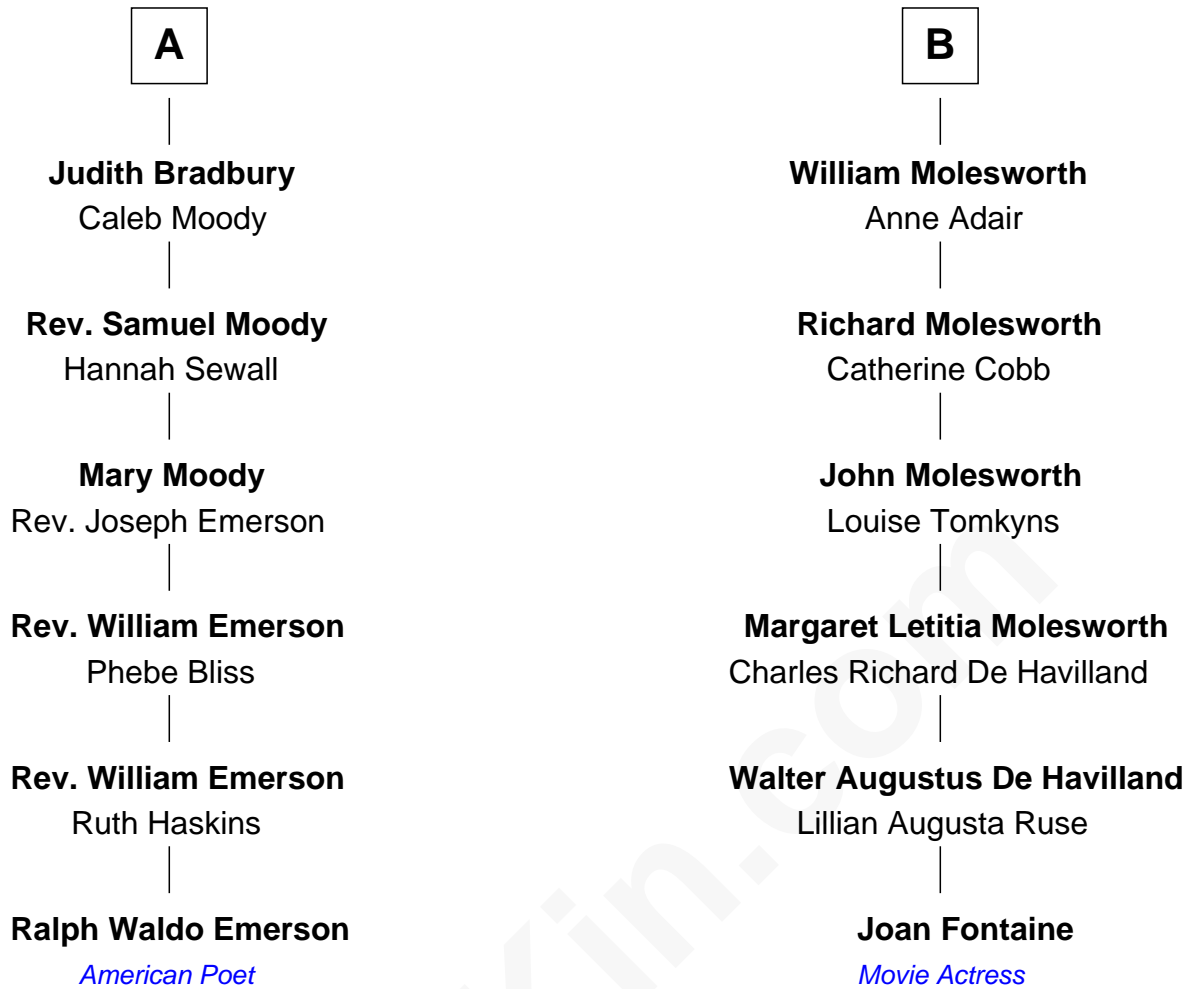 A
Judith Bradbury
Caleb Moody
Rev. Samuel Moody
Hannah Sewall
Mary Moody
Rev. Joseph Emerson
Rev. William Emerson
Phebe Bliss
Rev. William Emerson
Ruth Haskins
Ralph Waldo Emerson
American Poet
B
William Molesworth
Anne Adair
Richard Molesworth
Catherine Cobb
John Molesworth
Louise Tomkyns
Margaret Letitia Molesworth
Charles Richard De Havilland
Walter Augustus De Havilland
Lillian Augusta Ruse
Joan Fontaine
Movie Actress